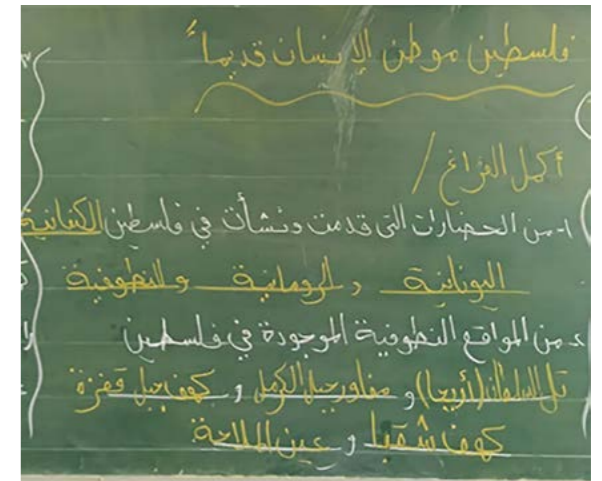 فلسطين موطن الإنسان قديماً
أكمل الفراغ /
١- من الحضارات التي قدمت ونشأت في فلسطين الكنعانية
اليونانية و الرومانية والنطوفية
٢- من المواقع النطوفية الموجودة في فلسطين
تل السلطان (أريحا) و مغاور جبل الكرمل و كهف جبل قفزة
كهف شقبا و عين الملاحة